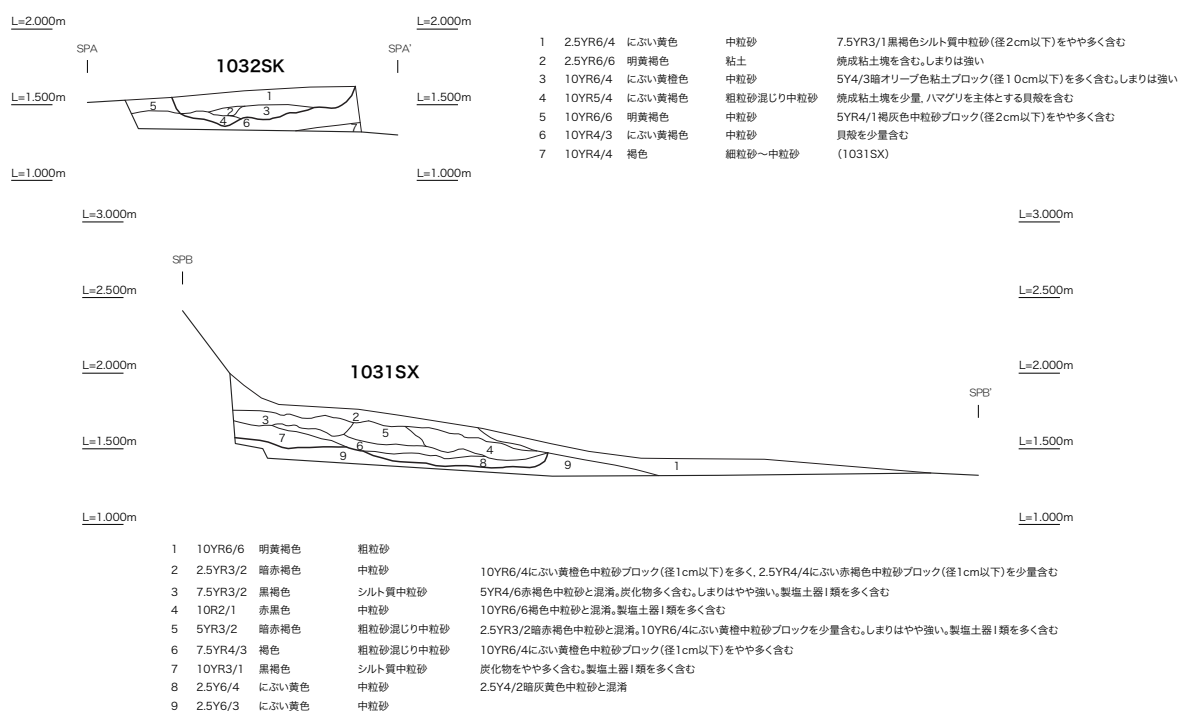 L=2.000m L=2.000m
SPA SPA'
1032SK
L=1.500m L=1.500m
1
5 2 3
4 6 7
L=1.000m L=1.000m
1 2.5YR6/4 にぶい黄色 中粒砂 7.5YR3/1黒褐色シルト質中粒砂(径2cm以下)をやや多く含む
2 2.5YR6/6 明黄褐色 粘土 焼成粘土塊を含む。しまりは強い
3 10YR6/4 にぶい黄橙色 中粒砂 5Y4/3暗オリーブ色粘土ブロック(径10cm以下)を多く含む。しまりは強い
4 10YR5/4 にぶい黄褐色 粗粒砂混じり中粒砂 焼成粘土塊を少量, ハマグリを主体とする貝殻を含む
5 10YR6/6 明黄褐色 中粒砂 5YR4/1褐灰色中粒砂ブロック(径2cm以下)をやや多く含む
6 10YR4/3 にぶい黄褐色 中粒砂 貝殻を少量含む
7 10YR4/4 褐色 細粒砂~中粒砂 (1031SX)
L=3.000m L=3.000m
SPB
L=2.500m L=2.500m
L=2.000m L=2.000m
1031SX
SPB'
2
3 5
L=1.500m 7 6 4 L=1.500m
9 8 9 1
L=1.000m L=1.000m
1 10YR6/6 明黄褐色 粗粒砂
2 2.5YR3/2 暗赤褐色 中粒砂 10YR6/4にぶい黄橙色中粒砂ブロック(径1cm以下)を多く, 2.5YR4/4にぶい赤褐色中粒砂ブロック(径1cm以下)を少量含む
3 7.5YR3/2 黒褐色 シルト質中粒砂 5YR4/6赤褐色中粒砂と混淆。炭化物多く含む。しまりはやや強い。製塩土器I類を多く含む
4 10R2/1 赤黒色 中粒砂 10YR6/6褐色中粒砂と混淆。製塩土器I類を多く含む
5 5YR3/2 暗赤褐色 粗粒砂混じり中粒砂 2.5YR3/2暗赤褐色中粒砂と混淆。10YR6/4にぶい黄橙中粒砂ブロックを少量含む。しまりはやや強い。製塩土器I類を多く含む
6 7.5YR4/3 褐色 粗粒砂混じり中粒砂 10YR6/4にぶい黄橙色中粒砂ブロック(径1cm以下)をやや多く含む
7 10YR3/1 黒褐色 シルト質中粒砂 炭化物をやや多く含む。製塩土器I類を多く含む
8 2.5Y6/4 にぶい黄色 中粒砂 2.5Y4/2暗灰黄色中粒砂と混淆
9 2.5Y6/3 にぶい黄色 中粒砂